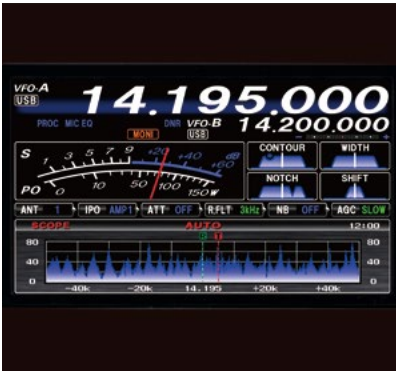 VFO-A
USB
14.195.000
PROC MIC EQ DNR VFO-B 14.200.000
MONI USB
S 1 3 5 7 9 +20 +40 +60 dB
PO 0 10 50 100 150W
CONTOUR WIDTH
NOTCH SHIFT
ANT 1 IPO AMP1 ATT OFF R.FLT 3kHz NB OFF AGC SLOW
SCOPE AUTO 12:00
80 80
40 40
0 0
-40k -20k 14.195 +20k +40k